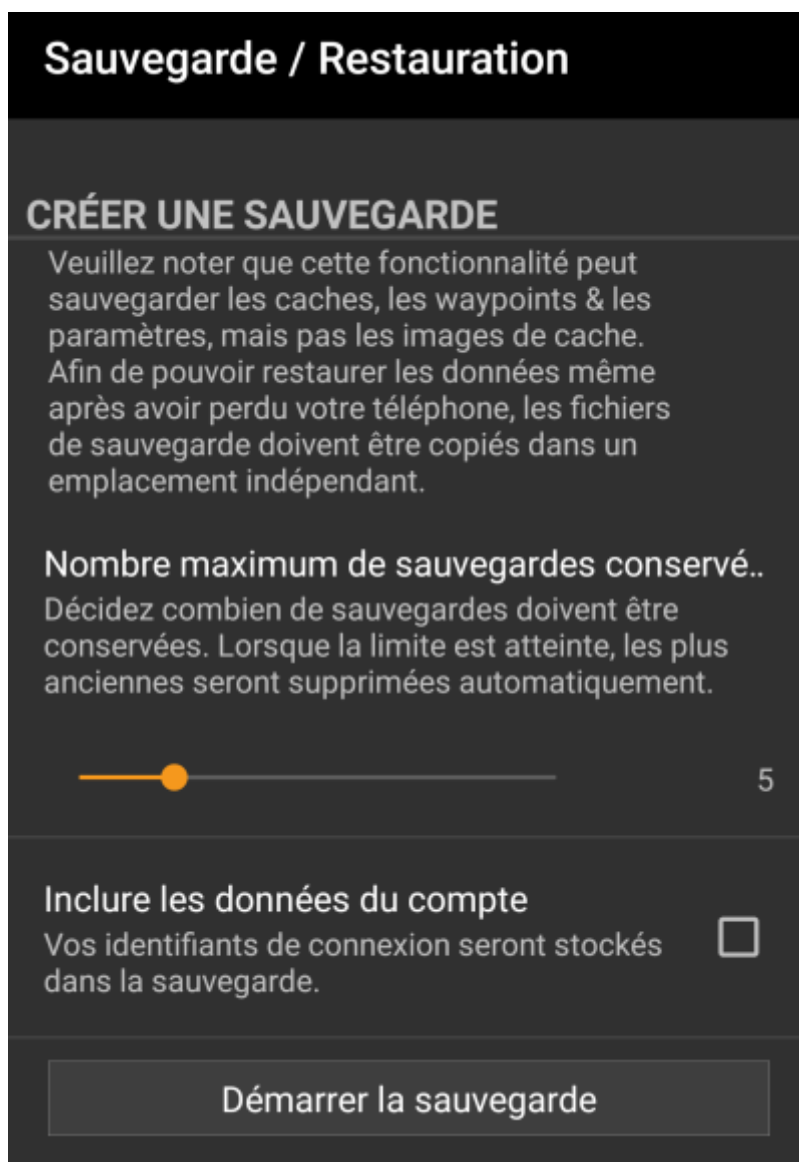 Sauvegarde / Restauration
CRÉER UNE SAUVEGARDE
Veuillez noter que cette fonctionnalité peut
sauvegarder les caches, les waypoints & les
paramètres, mais pas les images de cache.
Afin de pouvoir restaurer les données même
après avoir perdu votre téléphone, les fichiers
de sauvegarde doivent être copiés dans un
emplacement indépendant.
Nombre maximum de sauvegardes conservé..
Décidez combien de sauvegardes doivent être
conservées. Lorsque la limite est atteinte, les plus
anciennes seront supprimées automatiquement.
5
Inclure les données du compte
Vos identifiants de connexion seront stockés
dans la sauvegarde.
Démarrer la sauvegarde